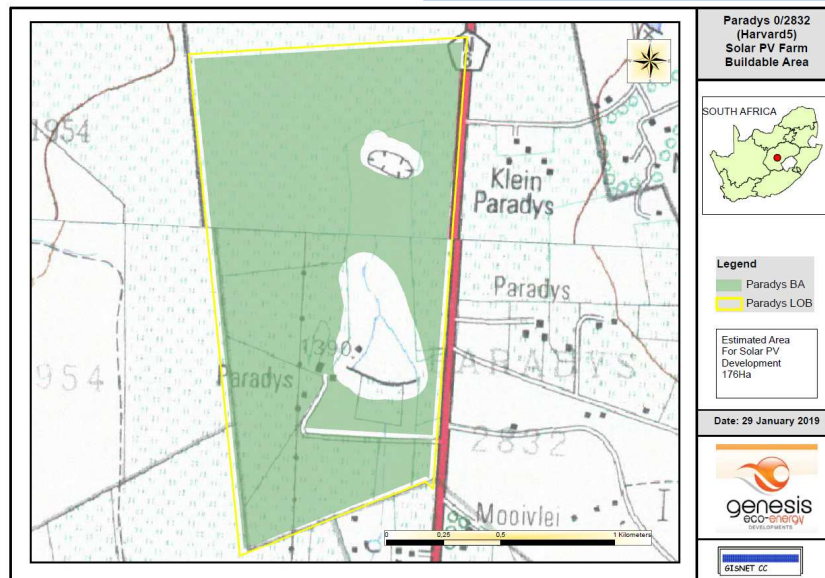 Paradys 0/2832
(Harvard5)
Solar PV Farm
Buildable Area
SOUTH AFRICA
Legend
Paradys BA
Paradys LOB
Estimated Area
For Solar PV
Development
176Ha
Date: 29 January 2019
genesis
eco-energy
DEVELOPMENTS
GISNET CC
1954
Klein
Paradys
Paradys
1390
PARADYS
954
Paradys
2832
Mooivlei
0 0,25 0,5 1 Kilometers